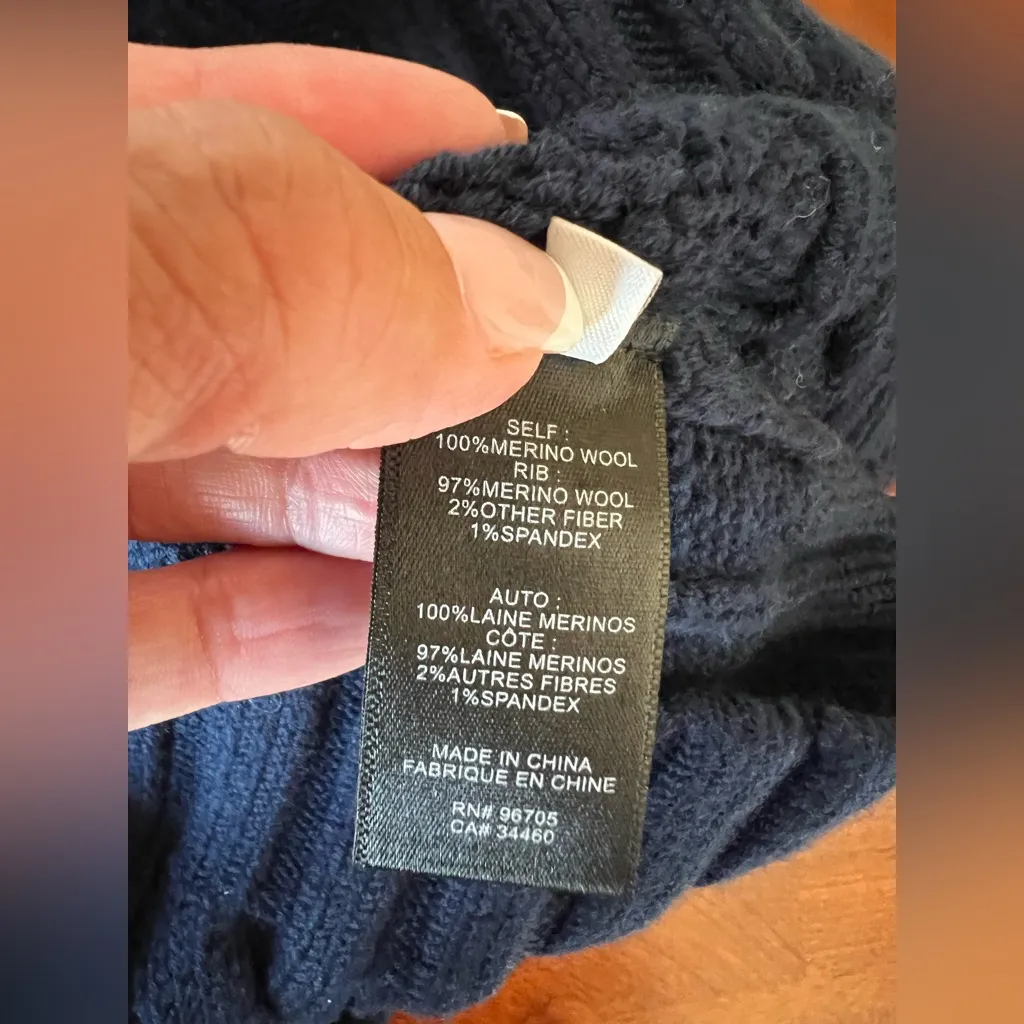 SELF :
100%MERINO WOOL
RIB :
97%MERINO WOOL
2%OTHER FIBER
1%SPANDEX
AUTO :
100%LAINE MERINOS
CÔTE :
97%LAINE MERINOS
2%AUTRES FIBRES
1%SPANDEX
MADE IN CHINA
FABRIQUE EN CHINE
RN# 96705
CA# 34460